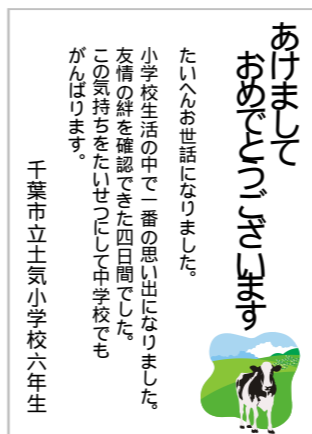 あけまして
おめでとうございます
たいへんお世話になりました。
小学校生活の中で一番の思い出になりました。
友情の絆を確認できた四日間でした。
この気持ちをたいせつにして中学校でも
がんばります。
千葉市立土気小学校六年生